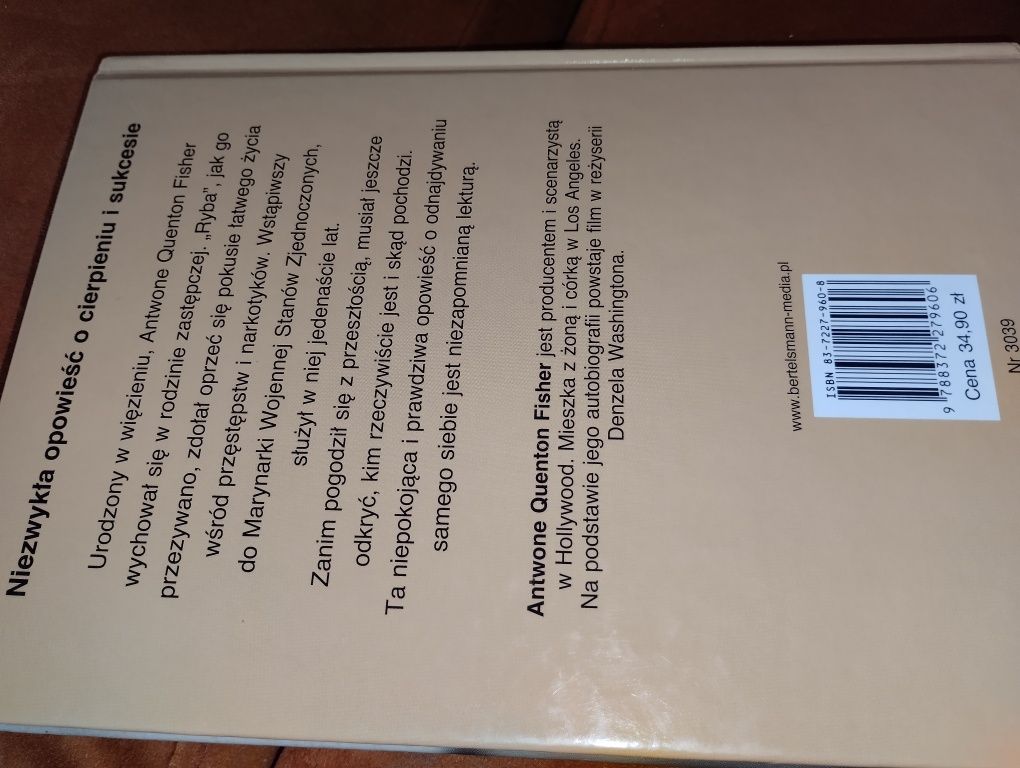 Niezwykła opowieść o cierpieniu i sukcesie
Urodzony w więzieniu, Antwone Quenton Fisher
wychował się w rodzinie zastępczej. „Ryba”, jak go
przezywano, zdołał oprzeć się pokusie łatwego życia
wśród przęstępstw i narkotyków. Wstąpiwszy
do Marynarki Wojennej Stanów Zjednoczonych,
służył w niej jedenaście lat.
Zanim pogodził się z przeszłością, musiał jeszcze
odkryć, kim rzeczywiście jest i skąd pochodzi.
Ta niepokojąca i prawdziwa opowieść o odnajdywaniu
samego siebie jest niezapomnianą lekturą.
Antwone Quenton Fisher jest producentem i scenarzystą
w Hollywood. Mieszka z żoną i córką w Los Angeles.
Na podstawie jego autobiografii powstaje film w reżyserii
Denzela Washingtona.
www.bertelsmann-media.pl
ISBN 83-7227-960-8
9 788372 279606
Cena 34,90 zł
Nr 3039